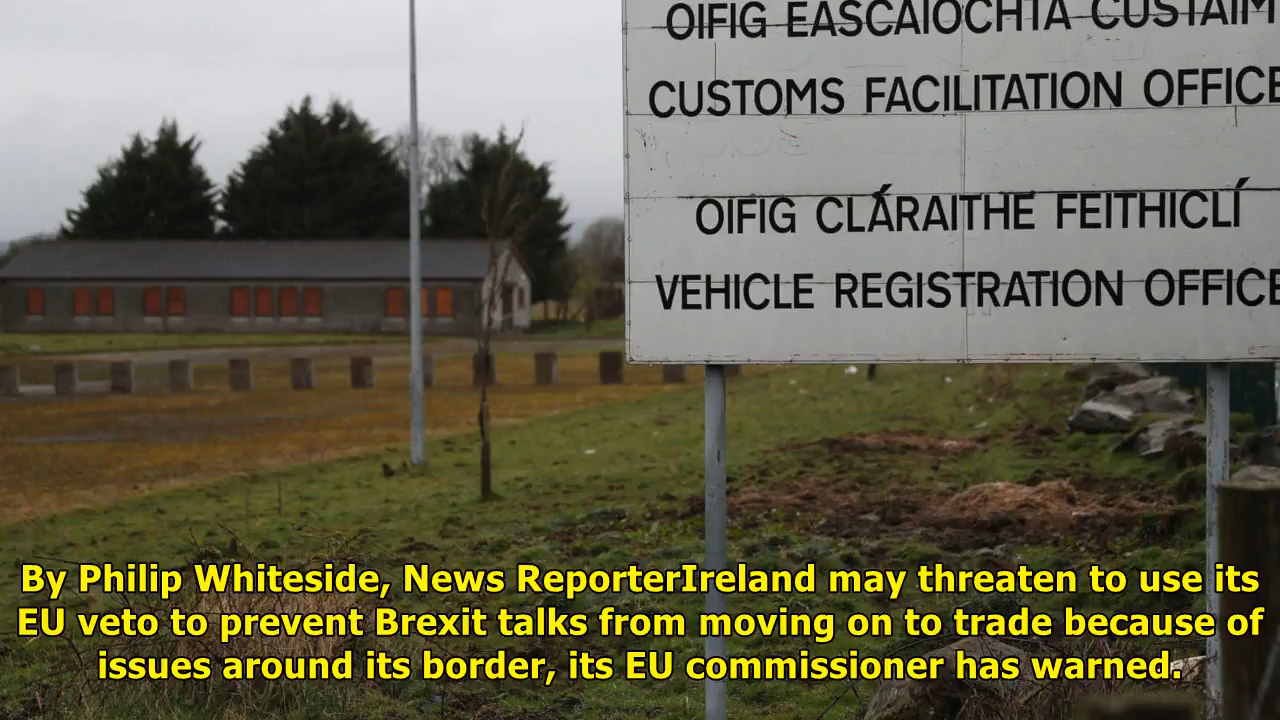 OIFIG EASCAIOCHTA CUSTAIM
CUSTOMS FACILITATION OFFICE
OIFIG CLÁRAITHE FEITHICLÍ
VEHICLE REGISTRATION OFFICE
By Philip Whiteside, News ReporterIreland may threaten to use its
EU veto to prevent Brexit talks from moving on to trade because of
issues around its border, its EU commissioner has warned.